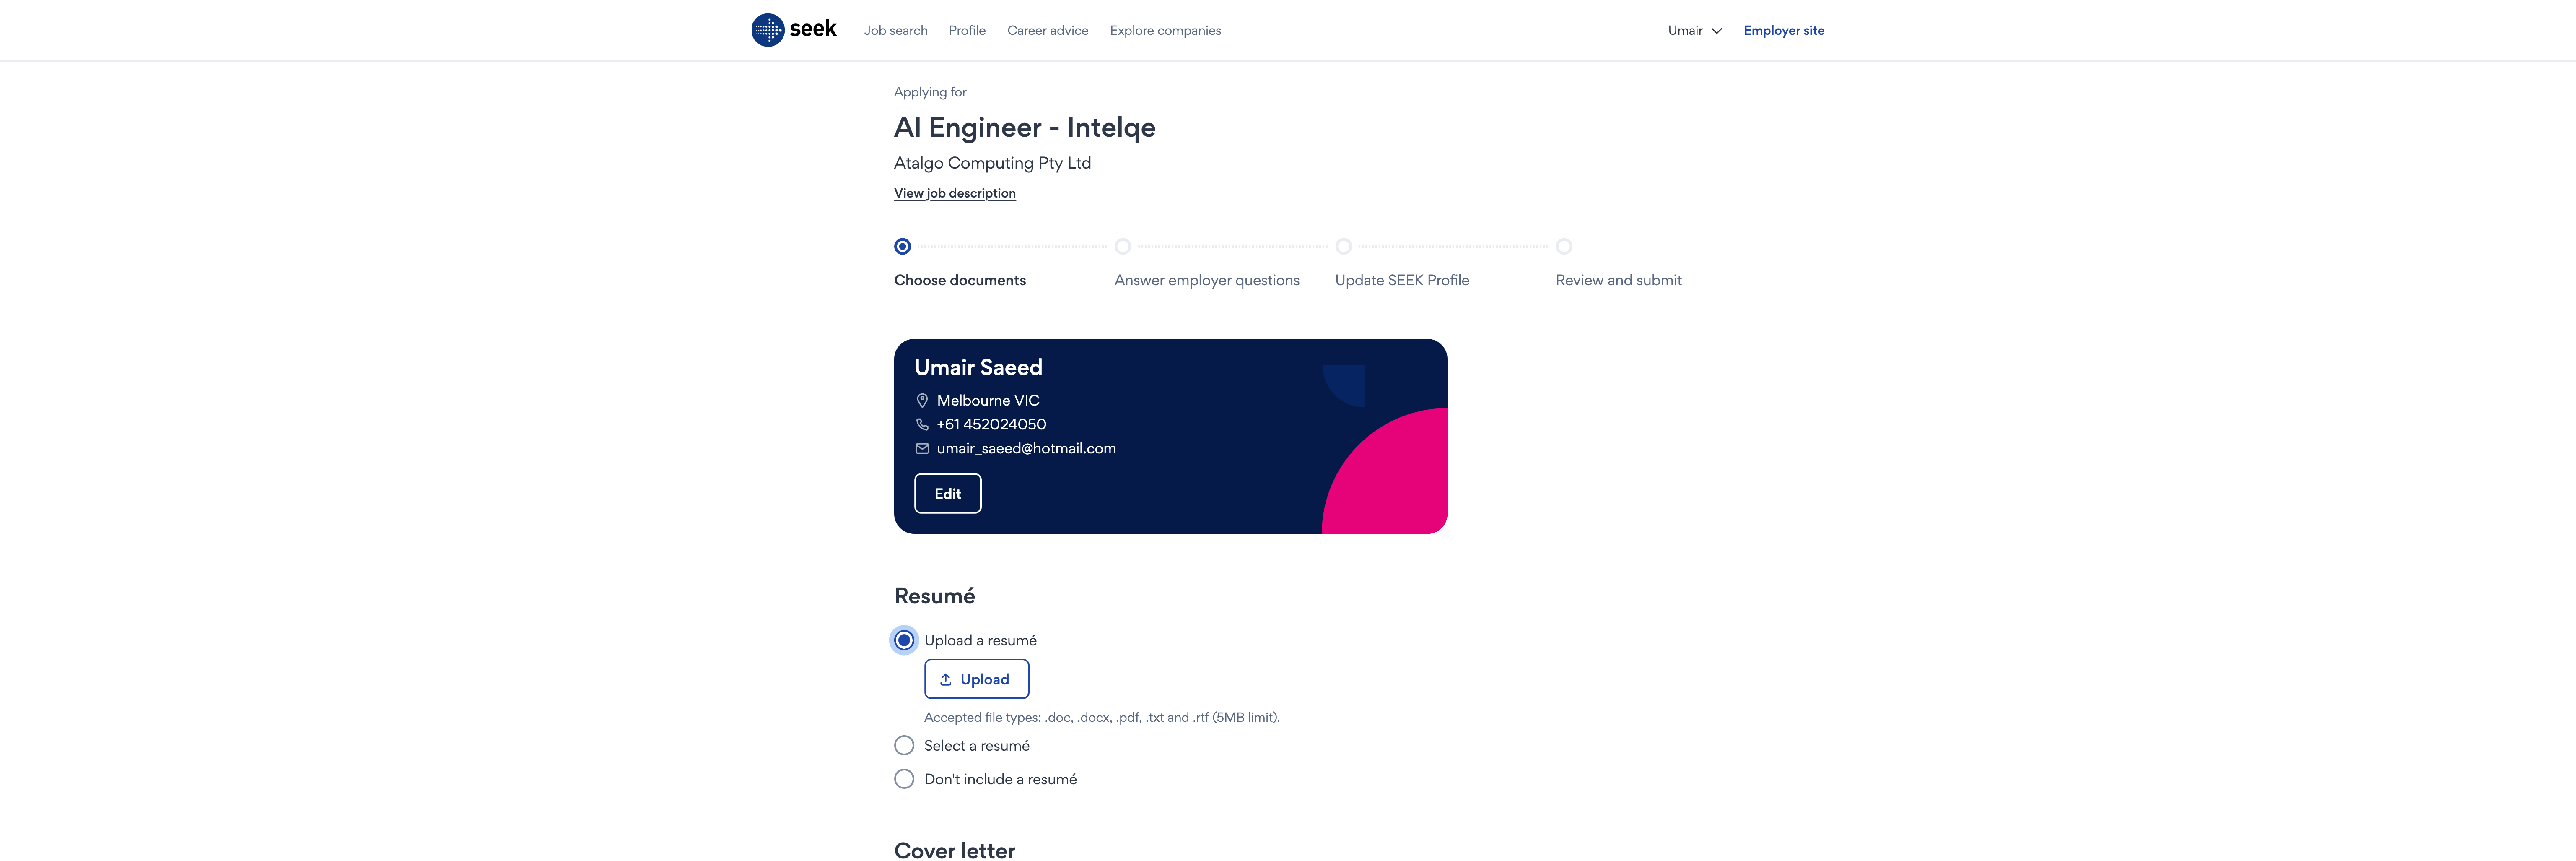 seek Job search Profile Career advice Explore companies Umair Employer site
Applying for
AI Engineer - Intelqe
Atalgo Computing Pty Ltd
View job description
Choose documents Answer employer questions Update SEEK Profile Review and submit
Umair Saeed
Melbourne VIC
+61 452024050
umair_saeed@hotmail.com
Edit
Resumé
Upload a resumé
Upload
Accepted file types: .doc, .docx, .pdf, .txt and .rtf (5MB limit).
Select a resumé
Don't include a resumé
Cover letter